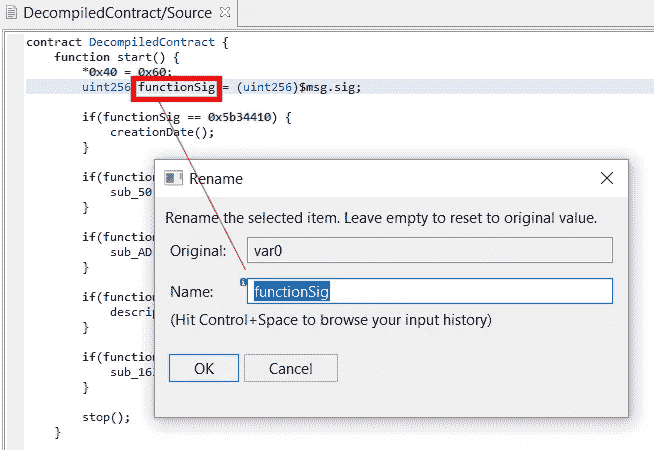 DecompiledContract/Source
contract DecompiledContract {
function start() {
*0x40 = 0x60;
uint256 functionSig = (uint256)$msg.sig;
if(functionSig == 0x5b34410) {
creationDate();
}
if(function
sub_50
}
if(function
sub_AD
}
if(function
descrip
}
if(function
sub_16
}
stop();
}
Rename
Rename the selected item. Leave empty to reset to original value.
Original: var0
Name: functionSig
(Hit Control+Space to browse your input history)
OK Cancel